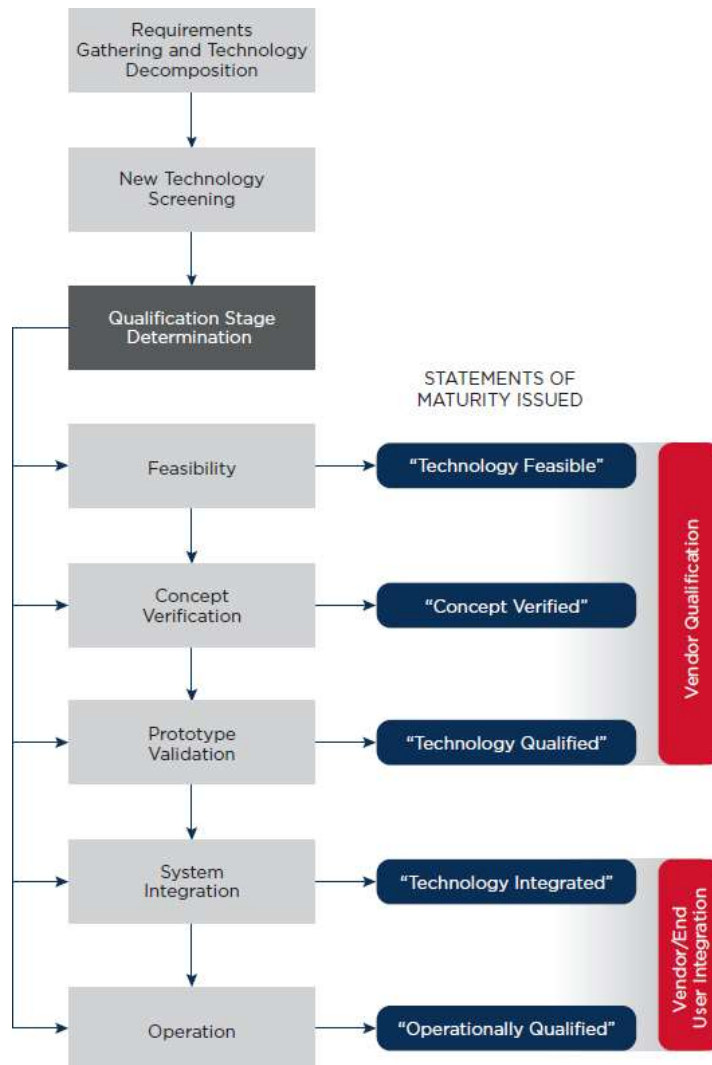 Requirements
Gathering and Technology
Decomposition
New Technology
Screening
Qualification Stage
Determination
STATEMENTS OF
MATURITY ISSUED
Feasibility
“Technology Feasible”
Concept
Verification
“Concept Verified”
Prototype
Validation
“Technology Qualified”
Vendor Qualification
System
Integration
“Technology Integrated”
Operation
“Operationally Qualified”
Vendor/End
User Integration